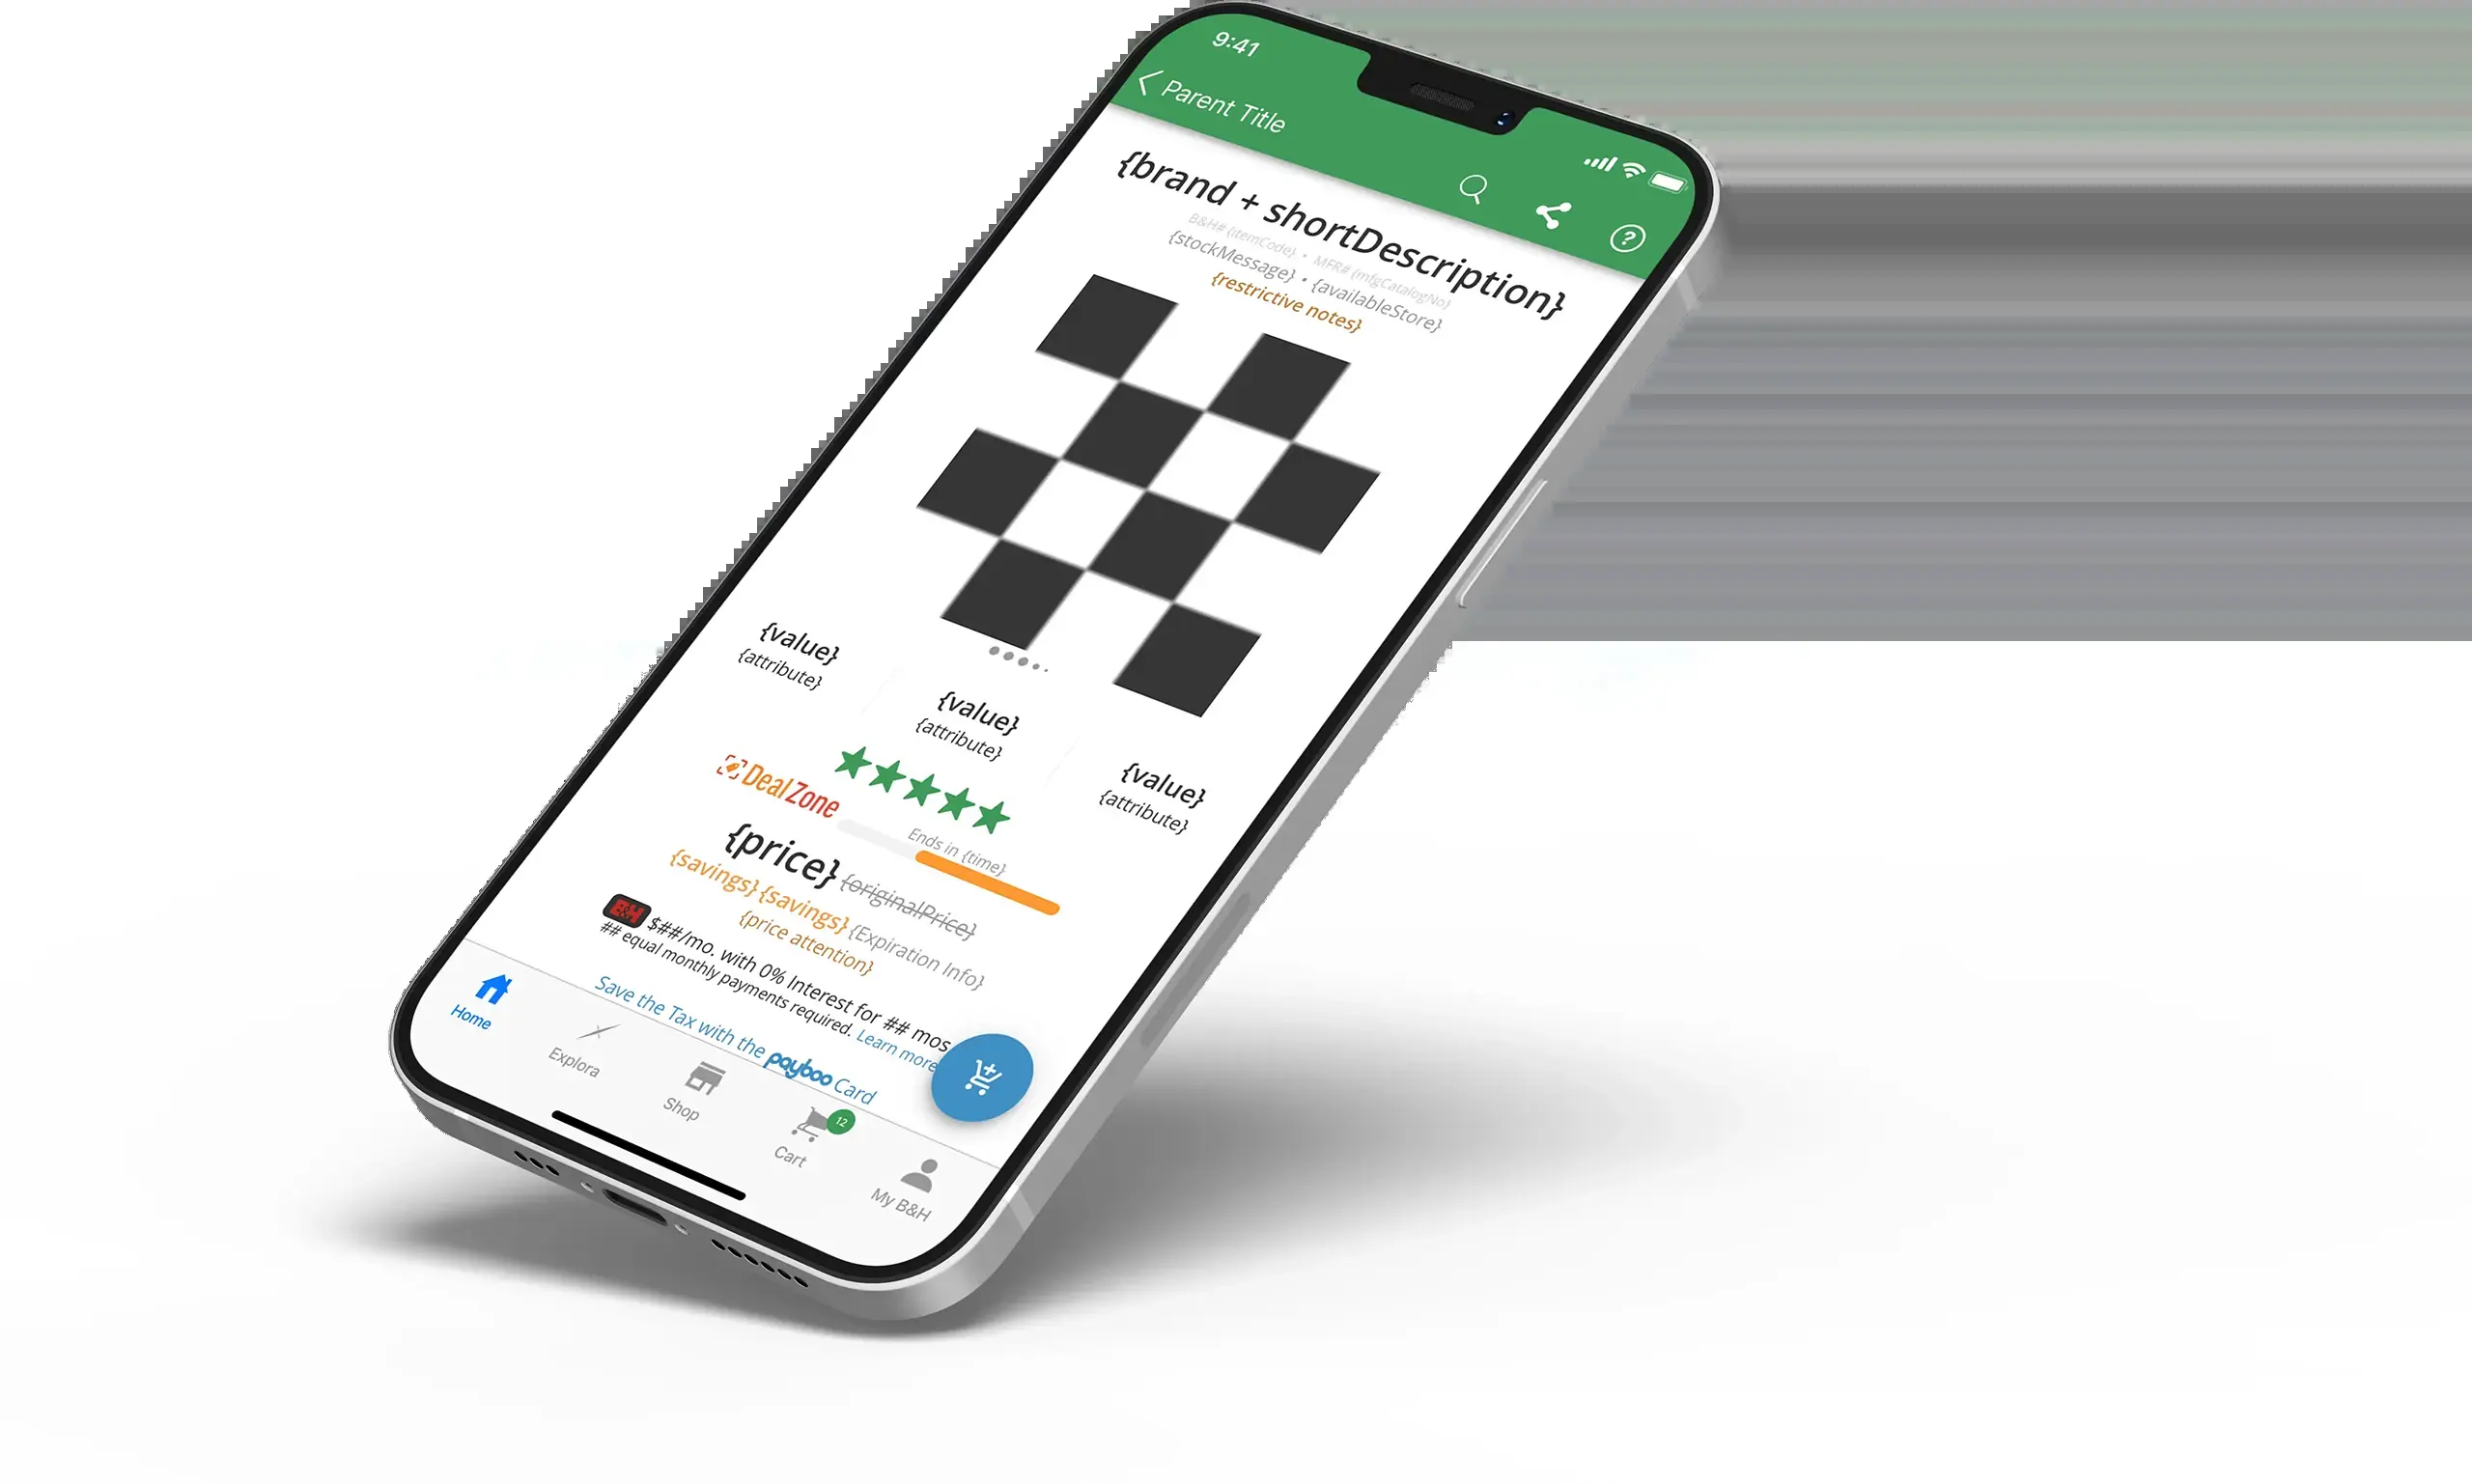 9:41
Parent Title
{brand + shortDescription}
B&H# {itemCode} • MFR# {mfgCatalogNo}
{stockMessage} • {availableStore}
{restrictive notes}
{value}
{attribute}
{value}
{attribute}
{value}
{attribute}
DealZone
Ends in {time}
{price} {originalPrice}
{savings} {savings} {Expiration Info}
{price attention}
B&H $##/mo. with 0% Interest for ## mos
## equal monthly payments required. Learn more
Save the Tax with the payboo Card
Home
Explora
Shop
12
Cart
My B&H